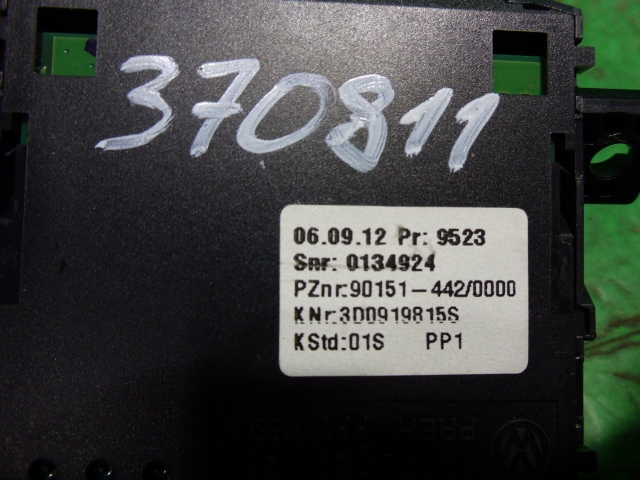 370811
06.09.12 Pr: 9523
Snr: 0134924
PZnr:90151-442/0000
KNr:3D0919815S
KStd:01S PP1